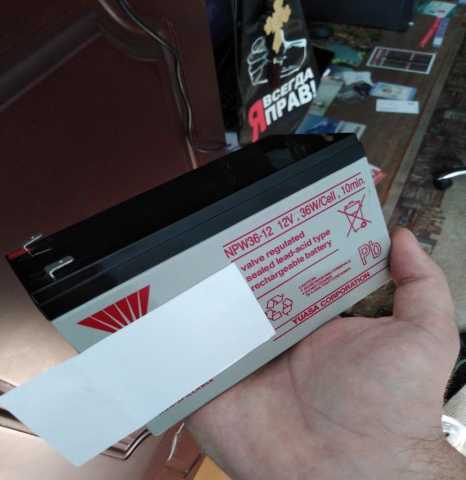 Я ВСЕГДА
ПРАВ!
NPW36-12 12V, 36W/Cell, 10min.
valve regulated
sealed lead-acid type
rechargeable battery
Pb
YUASA CORPORATION